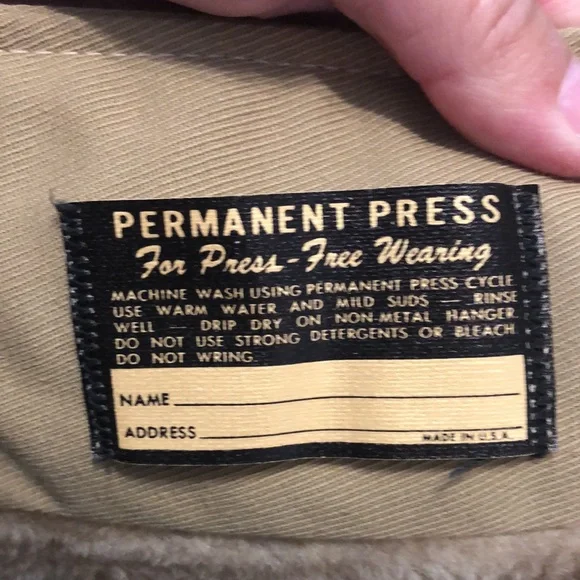 PERMANENT PRESS
For Press-Free Wearing
MACHINE WASH USING PERMANENT PRESS CYCLE
USE WARM WATER AND MILD SUDS — RINSE
WELL — DRIP DRY ON NON-METAL HANGER
DO NOT USE STRONG DETERGENTS OR BLEACH
DO NOT WRING.
NAME
ADDRESS
MADE IN U.S.A.